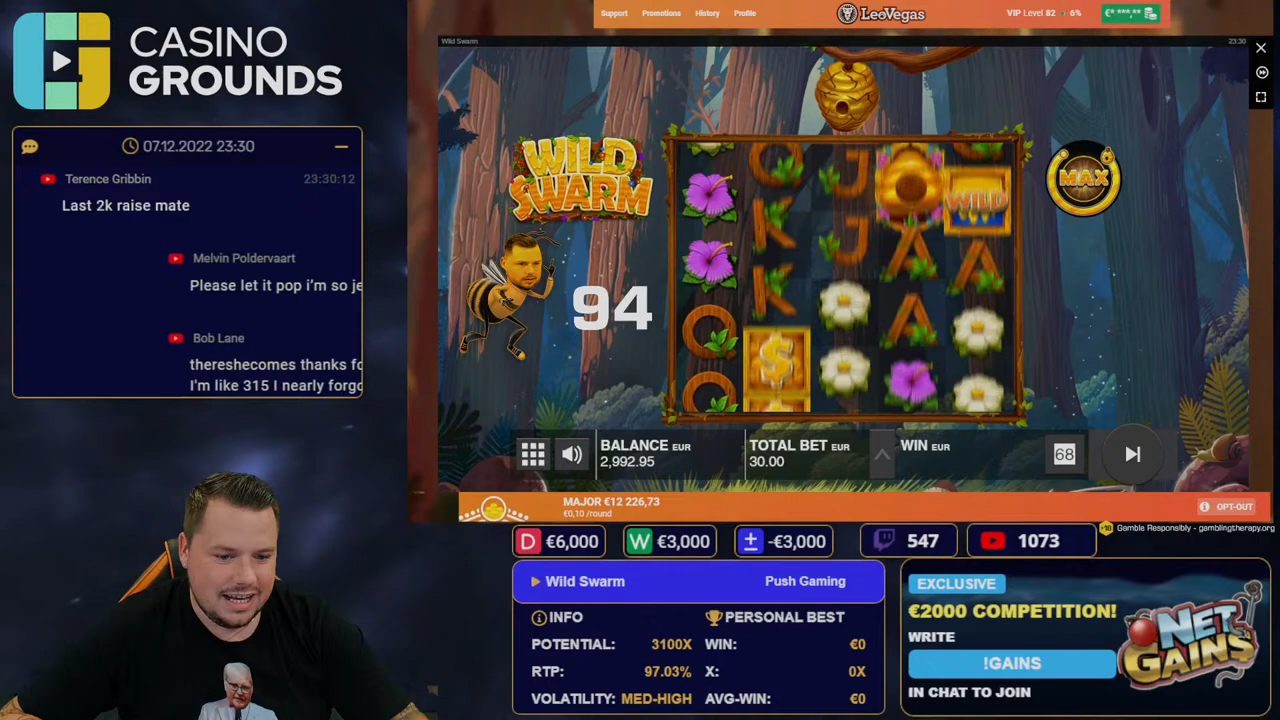 CASINO
GROUNDS
07.12.2022 23:30
Terence Gribbin 23:30:12
Last 2k raise mate
Melvin Poldervaart
Please let it pop i'm so je
Bob Lane
thereshecomes thanks fo
I'm like 315 I nearly forgo
Support Promotions History Profile
LeoVegas
VIP Level 82 6%
€* ***,**
Wild Swarm 23:30
WILD
SWARM
94
MAX
WILD
Q J
K J A A
K A
Q
$
Q
BALANCE EUR
2,992.95
TOTAL BET EUR
30.00
WIN EUR
68
MAJOR €12 226,73
€0,10 /round
OPT-OUT
D €6,000
W €3,000
± -€3,000
547
1073
+18 Gamble Responsibly - gamblingtherapy.org
Wild Swarm Push Gaming
INFO
POTENTIAL: 3100X
RTP: 97.03%
VOLATILITY: MED-HIGH
PERSONAL BEST
WIN: €0
X: 0X
AVG-WIN: €0
EXCLUSIVE
€2000 COMPETITION!
WRITE
!GAINS
IN CHAT TO JOIN
NET
GAINS